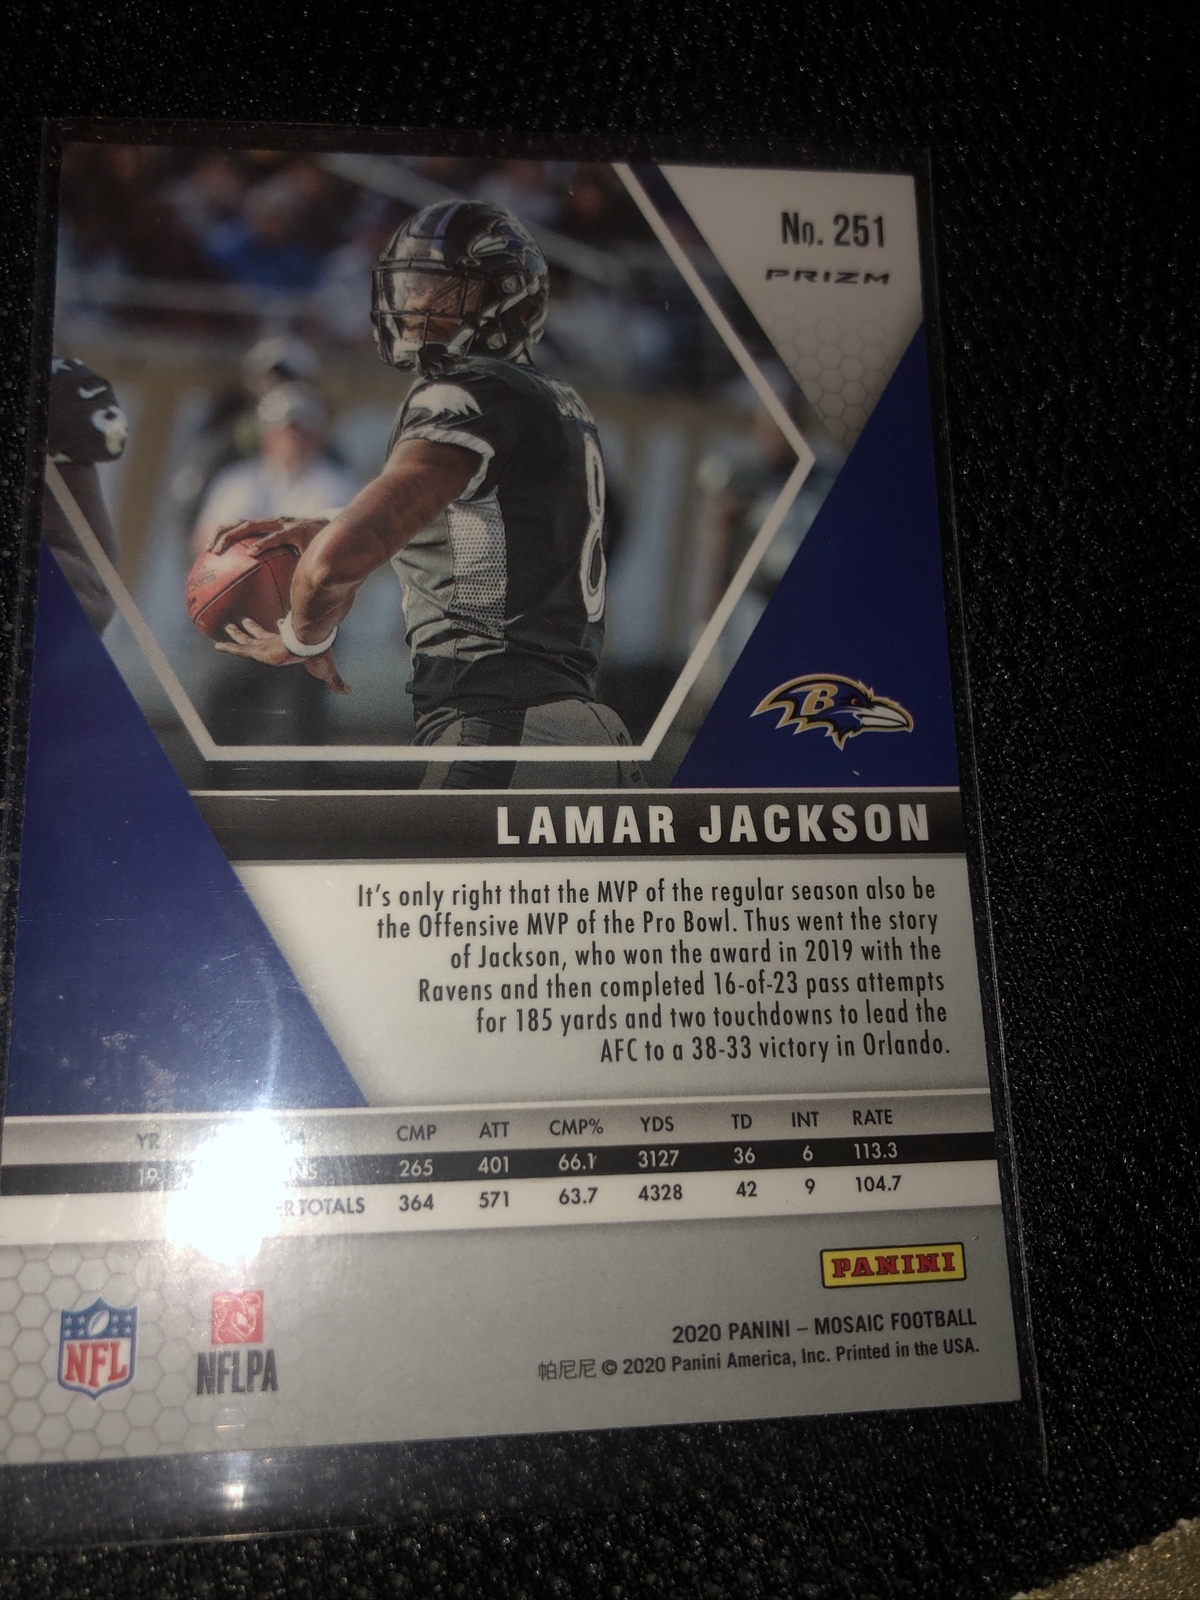 No. 251
PRIZM
8
B
LAMAR JACKSON
It's only right that the MVP of the regular season also be
the Offensive MVP of the Pro Bowl. Thus went the story
of Jackson, who won the award in 2019 with the
Ravens and then completed 16-of-23 pass attempts
for 185 yards and two touchdowns to lead the
AFC to a 38-33 victory in Orlando.
YR CMP ATT CMP% YDS TD INT RATE
19 265 401 66.1 3127 36 6 113.3
TOTALS 364 571 63.7 4328 42 9 104.7
PANINI
NFL
NFLPA
2020 PANINI – MOSAIC FOOTBALL
帕尼尼 © 2020 Panini America, Inc. Printed in the USA.